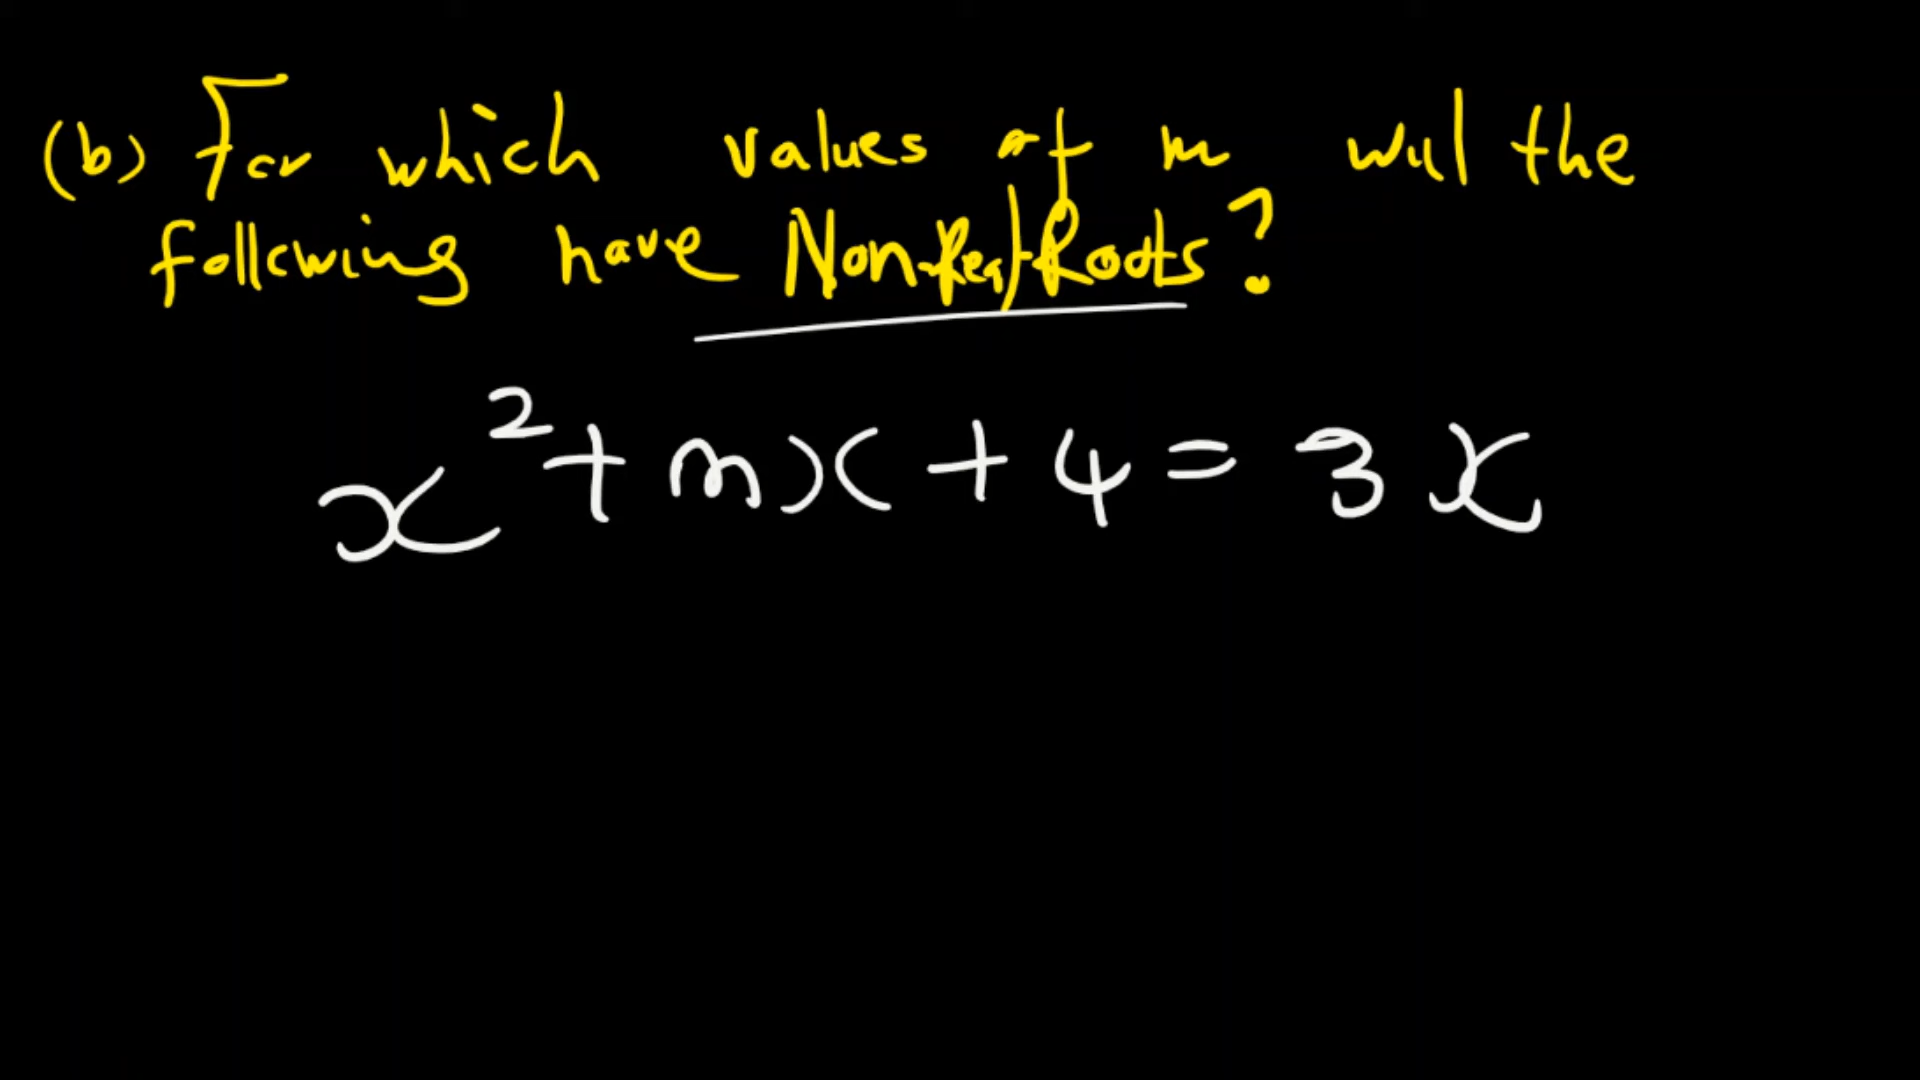 (b) For which values of m will the
following have Non-Real Roots?
x² + mx + 4 = 3x